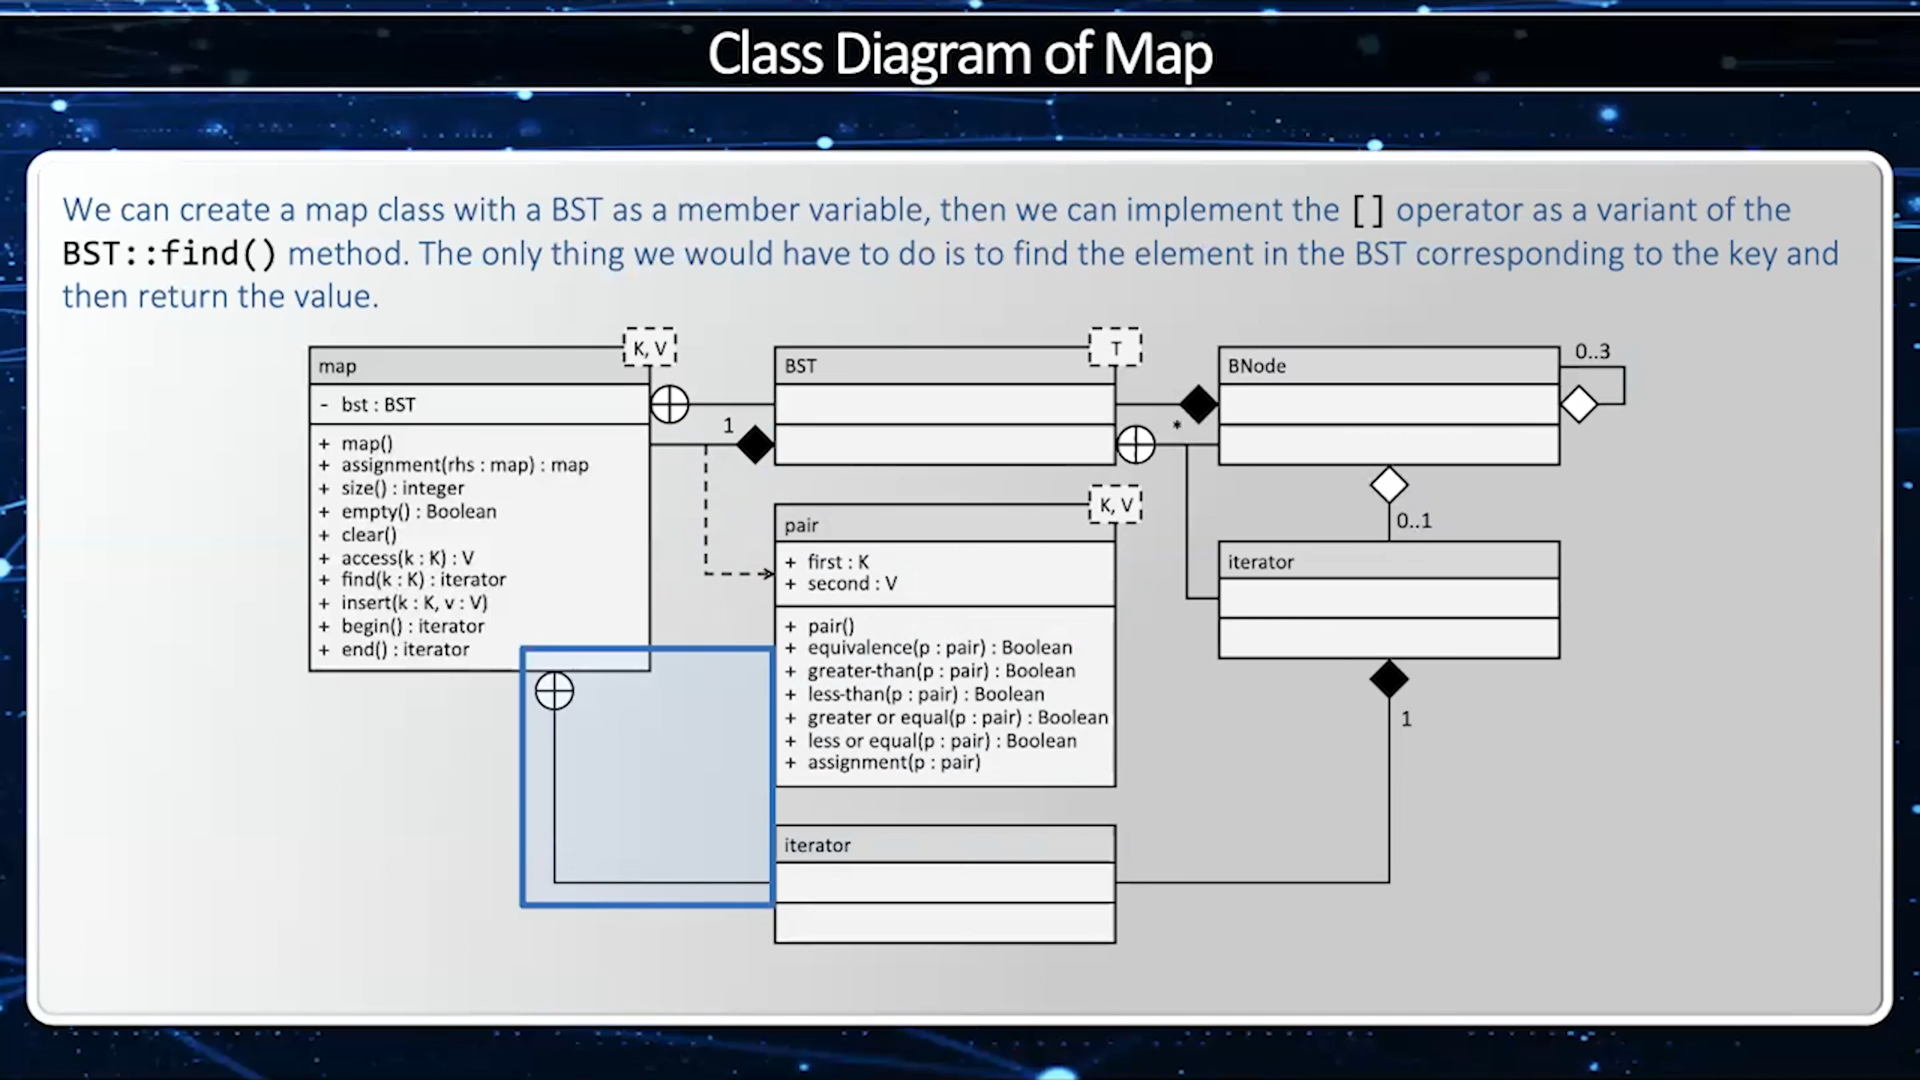 Class Diagram of Map
We can create a map class with a BST as a member variable, then we can implement the [] operator as a variant of the
BST::find() method. The only thing we would have to do is to find the element in the BST corresponding to the key and
then return the value.
K, V
map
- bst : BST
+ map()
+ assignment(rhs : map) : map
+ size() : integer
+ empty() : Boolean
+ clear()
+ access(k : K) : V
+ find(k : K) : iterator
+ insert(k : K, v : V)
+ begin() : iterator
+ end() : iterator
1
T
BST
*
BNode
0..3
0..1
K, V
pair
+ first : K
+ second : V
+ pair()
+ equivalence(p : pair) : Boolean
+ greater-than(p : pair) : Boolean
+ less-than(p : pair) : Boolean
+ greater or equal(p : pair) : Boolean
+ less or equal(p : pair) : Boolean
+ assignment(p : pair)
iterator
1
iterator